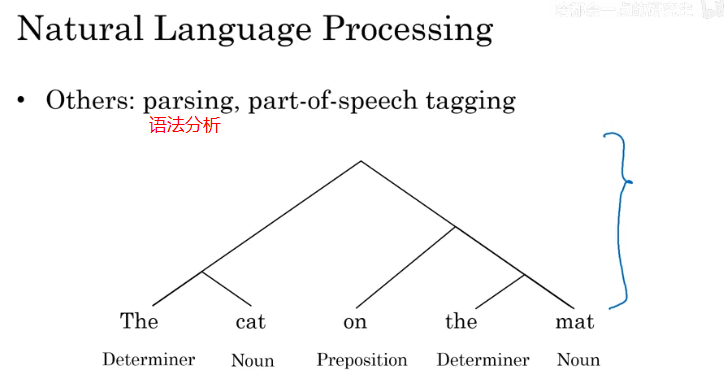 Natural Language Processing
• Others: parsing, part-of-speech tagging
语法分析
The cat on the mat
Determiner Noun Preposition Determiner Noun